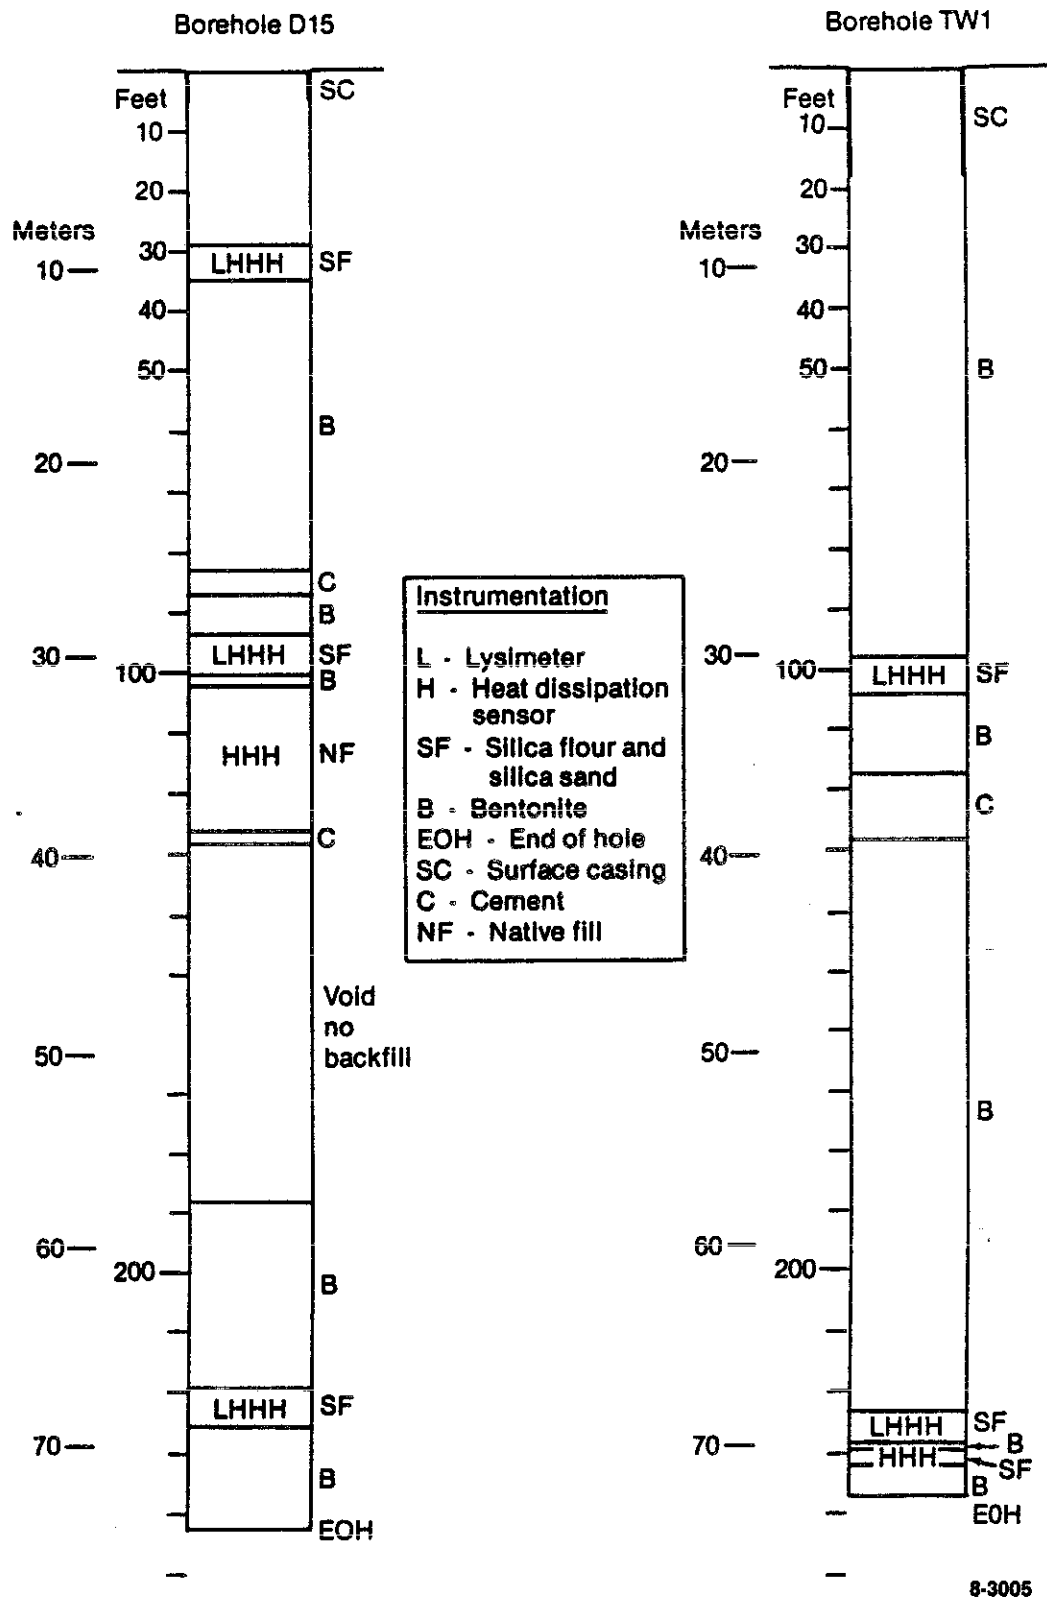 Borehole D15
Feet
SC
10
20
Meters
30
LHHH
SF
10
40
50
B
20
C
B
LHHH
SF
30
100
B
HHH
NF
C
40
Void
no
backfill
50
60
200
B
LHHH
SF
70
B
EOH
Instrumentation
L - Lysimeter
H - Heat dissipation
sensor
SF - Silica flour and
silica sand
B - Bentonite
EOH - End of hole
SC - Surface casing
C - Cement
NF - Native fill
Borehole TW1
Feet
SC
10
20
Meters
30
10
40
50
B
20
30
100
LHHH
SF
B
C
40
50
B
60
200
LHHH
SF
70
B
HHH
SF
B
E0H
8-3005